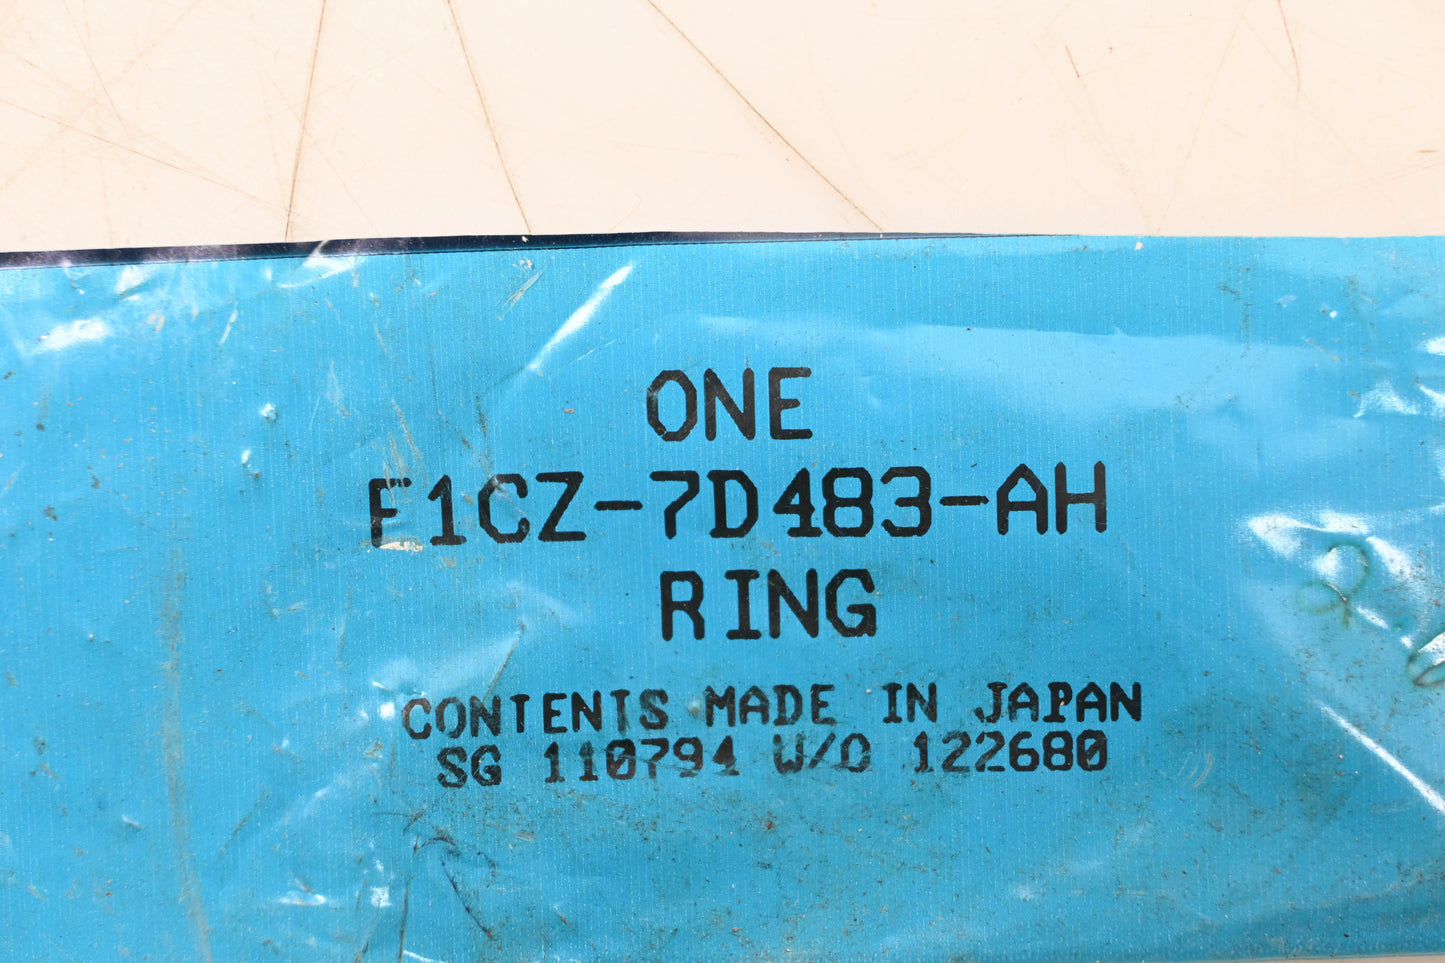 ONE
F1CZ-7D483-AH
RING
CONTENTS MADE IN JAPAN
SG 110794 W/O 122680